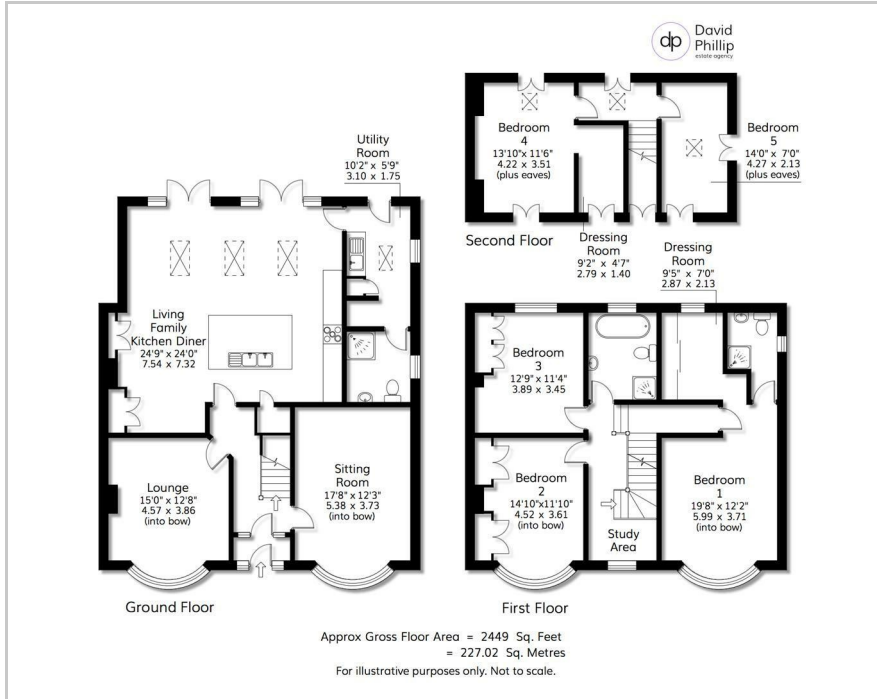 dp
David
Phillip
estate agency
Bedroom
4
13'10"x 11'6"
4.22 x 3.51
(plus eaves)
Bedroom
5
14'0" x 7'0"
4.27 x 2.13
(plus eaves)
Second Floor
Dressing
Room
9'2" x 4'7"
2.79 x 1.40
Dressing
Room
9'5" x 7'0"
2.87 x 2.13
Utility
Room
10'2" x 5'9"
3.10 x 1.75
Living
Family
Kitchen Diner
24'9" x 24'0"
7.54 x 7.32
Lounge
15'0" x 12'8"
4.57 x 3.86
(into bow)
Sitting
Room
17'8" x 12'3"
5.38 x 3.73
(into bow)
Ground Floor
Bedroom
3
12'9" x 11'4"
3.89 x 3.45
Bedroom
2
14'10"x11'10"
4.52 x 3.61
(into bow)
Study
Area
Bedroom
1
19'8" x 12'2"
5.99 x 3.71
(into bow)
First Floor
Approx Gross Floor Area = 2449 Sq. Feet
= 227.02 Sq. Metres
For illustrative purposes only. Not to scale.